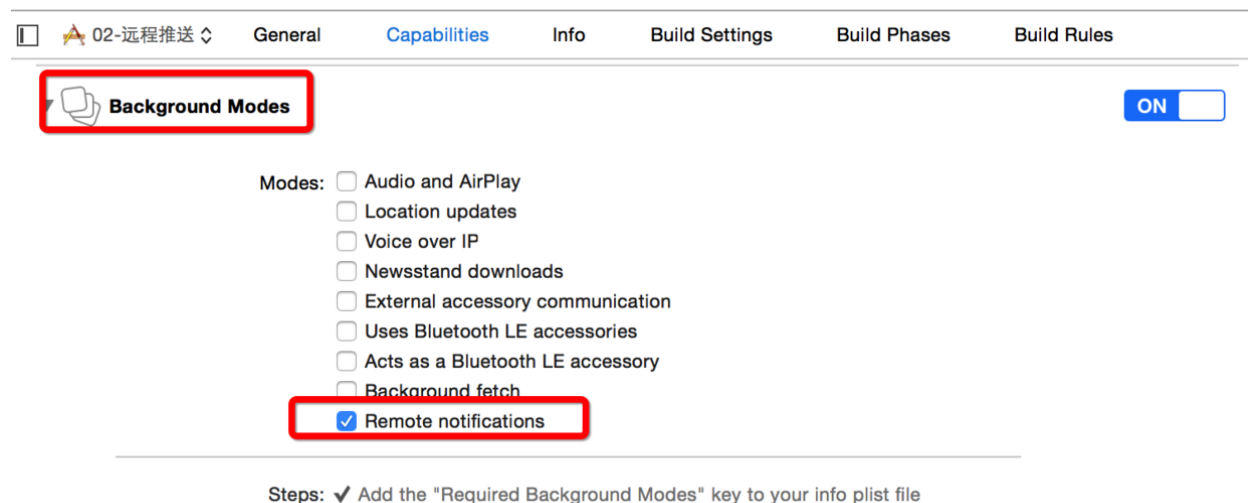 02-远程推送 General Capabilities Info Build Settings Build Phases Build Rules
Background Modes ON
Modes: Audio and AirPlay
Location updates
Voice over IP
Newsstand downloads
External accessory communication
Uses Bluetooth LE accessories
Acts as a Bluetooth LE accessory
Background fetch
Remote notifications
Steps: ✔ Add the "Required Background Modes" key to your info plist file